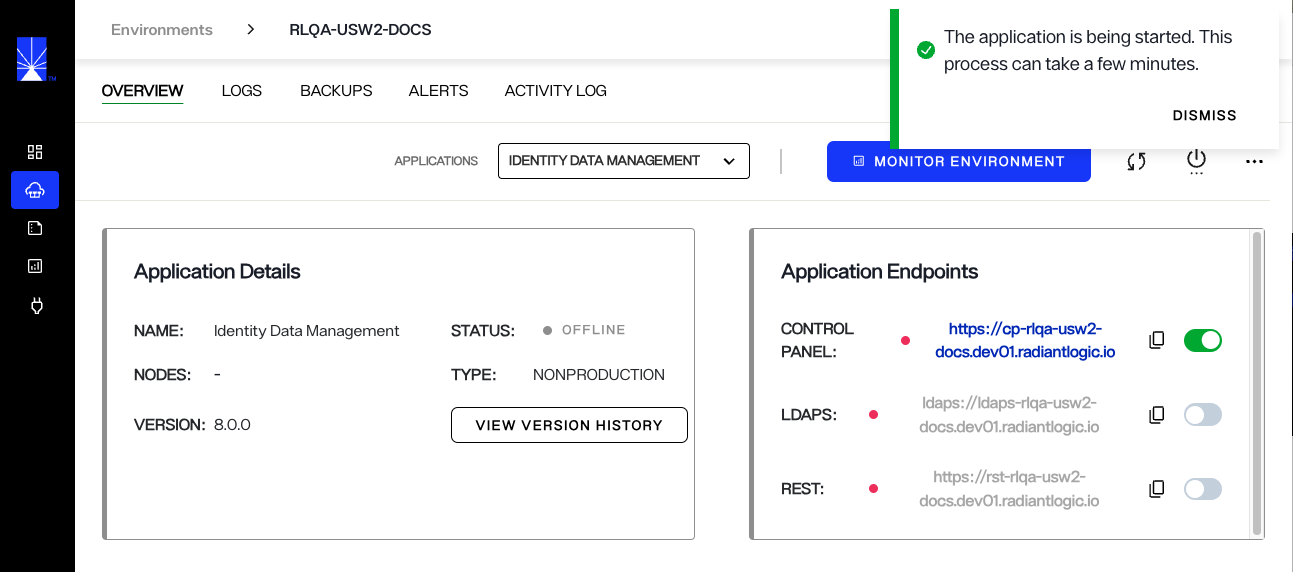 Environments > RLQA-USW2-DOCS
The application is being started. This
process can take a few minutes.
DISMISS
OVERVIEW LOGS BACKUPS ALERTS ACTIVITY LOG
APPLICATIONS IDENTITY DATA MANAGEMENT MONITOR ENVIRONMENT
Application Details
NAME: Identity Data Management STATUS: OFFLINE
NODES: - TYPE: NONPRODUCTION
VERSION: 8.0.0 VIEW VERSION HISTORY
Application Endpoints
CONTROL
PANEL:
https://cp-rlqa-usw2-
docs.dev01.radiantlogic.io
LDAPS:
ldaps://ldaps-rlqa-usw2-
docs.dev01.radiantlogic.io
REST:
https://rst-rlqa-usw2-
docs.dev01.radiantlogic.io